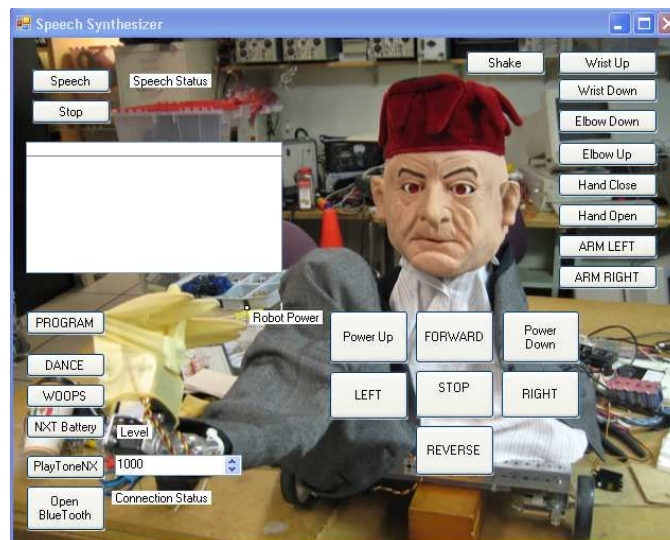 Speech Synthesizer
Speech
Speech Status
Stop
Shake
Wrist Up
Wrist Down
Elbow Down
Elbow Up
Hand Close
Hand Open
ARM LEFT
ARM RIGHT
PROGRAM
Robot Power
Power Up
FORWARD
Power
Down
DANCE
WOOPS
LEFT
STOP
RIGHT
NXT Battery
Level
REVERSE
PlayToneNX
1000
Open
BlueTooth
Connection Status